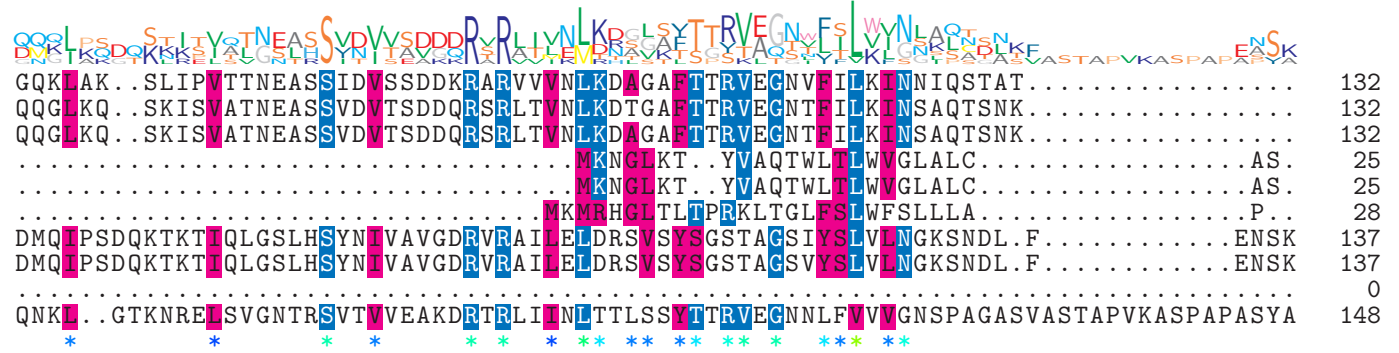 GQKLAK..SLIPVTTNEASSIDVSSDDKRARVVVNLKDAGAFTTRVEGNVFILKINNIQSTAT................. 132
QQGLKQ..SKISVATNEASSVDVTSDDQRSRLTVNLKDTGAFTTRVEGNTFILKINSAQTSNK................. 132
QQGLKQ..SKISVATNEASSVDVTSDDQRSRLTVNLKDAGAFTTRVEGNTFILKINSAQTSNK................. 132
...................................MKNGLKT..YVAQTWLTLWVGLALC.................AS. 25
...................................MKNGLKT..YVAQTWLTLWVGLALC.................AS. 25
.................................MKMRHGLTLTPRKLTGLFSLWFSLLLA.................P.. 28
DMQIPSDQKTKTIQLGSLHSYNIVAVGDRVRAILELDRSVSYSGSTAGSIYSLVLNGKSNDL.F............ENSK 137
DMQIPSDQKTKTIQLGSLHSYNIVAVGDRVRAILELDRSVSYSGSTAGSVYSLVLNGKSNDL.F............ENSK 137
................................................................................ 0
QNKL..GTKNRELSVGNTRSVTVVEAKDRTRLIINLTTLSSYTTRVEGNNLFVVVGNSPAGASVASTAPVKASPAPASYA 148
* * * * * * * * * * * * * * * * * * * * *